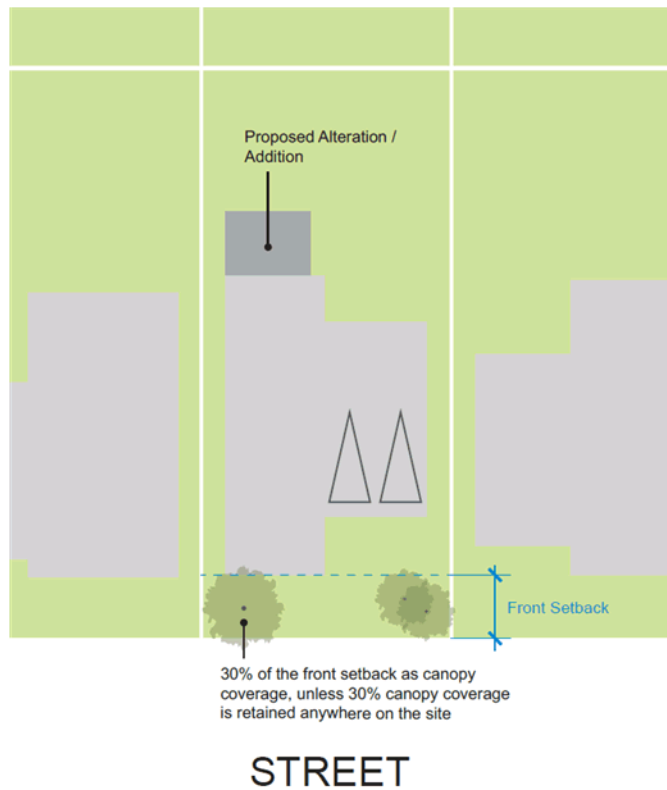 Proposed Alteration /
Addition
Front Setback
30% of the front setback as canopy
coverage, unless 30% canopy coverage
is retained anywhere on the site
STREET